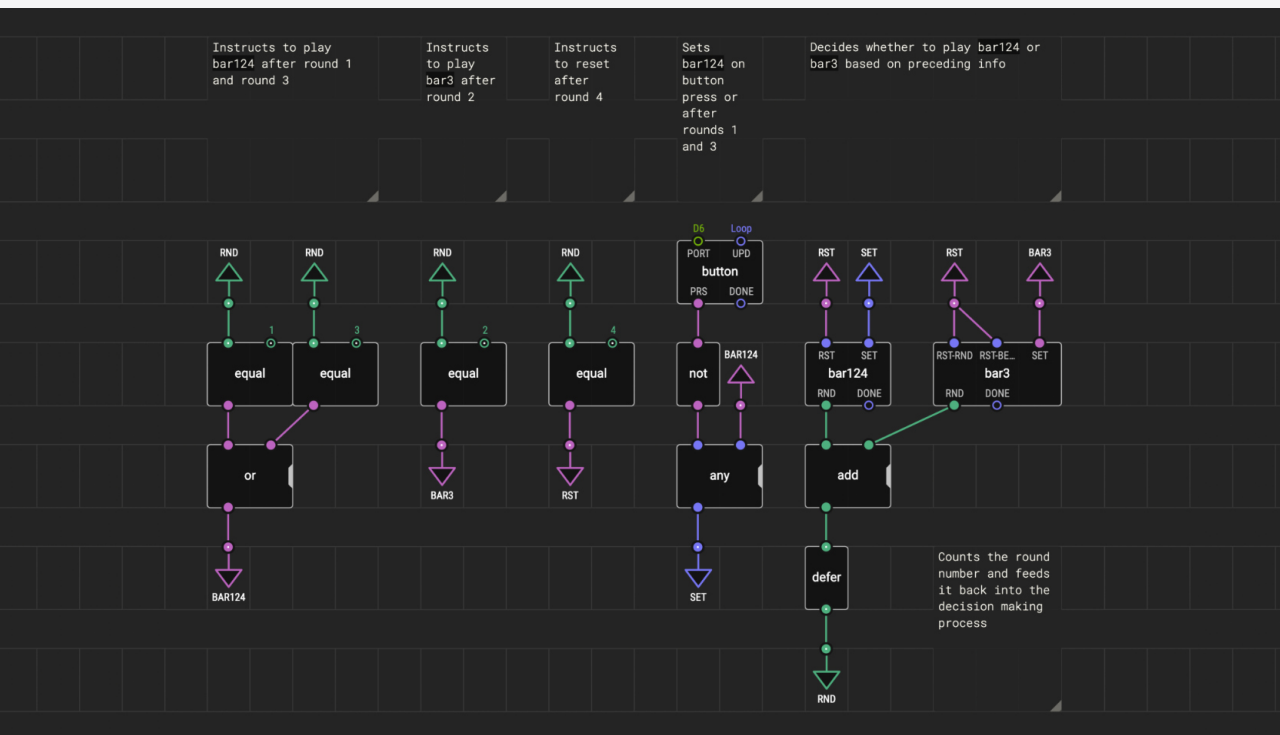 Instructs to play
bar124 after round 1
and round 3
Instructs
to play
bar3 after
round 2
Instructs
to reset
after
round 4
Sets
bar124 on
button
press or
after
rounds 1
and 3
Decides whether to play bar124 or
bar3 based on preceding info
D6 Loop
RND RND RND RND PORT UPD RST SET RST BAR3
button
PRS DONE
1 3 2 4
BAR124 RST SET RST-RND RST-BE… SET
equal equal equal equal not bar124 bar3
RND DONE RND DONE
or any add
BAR3 RST
Counts the round
number and feeds
it back into the
decision making
process
defer
BAR124 SET
RND